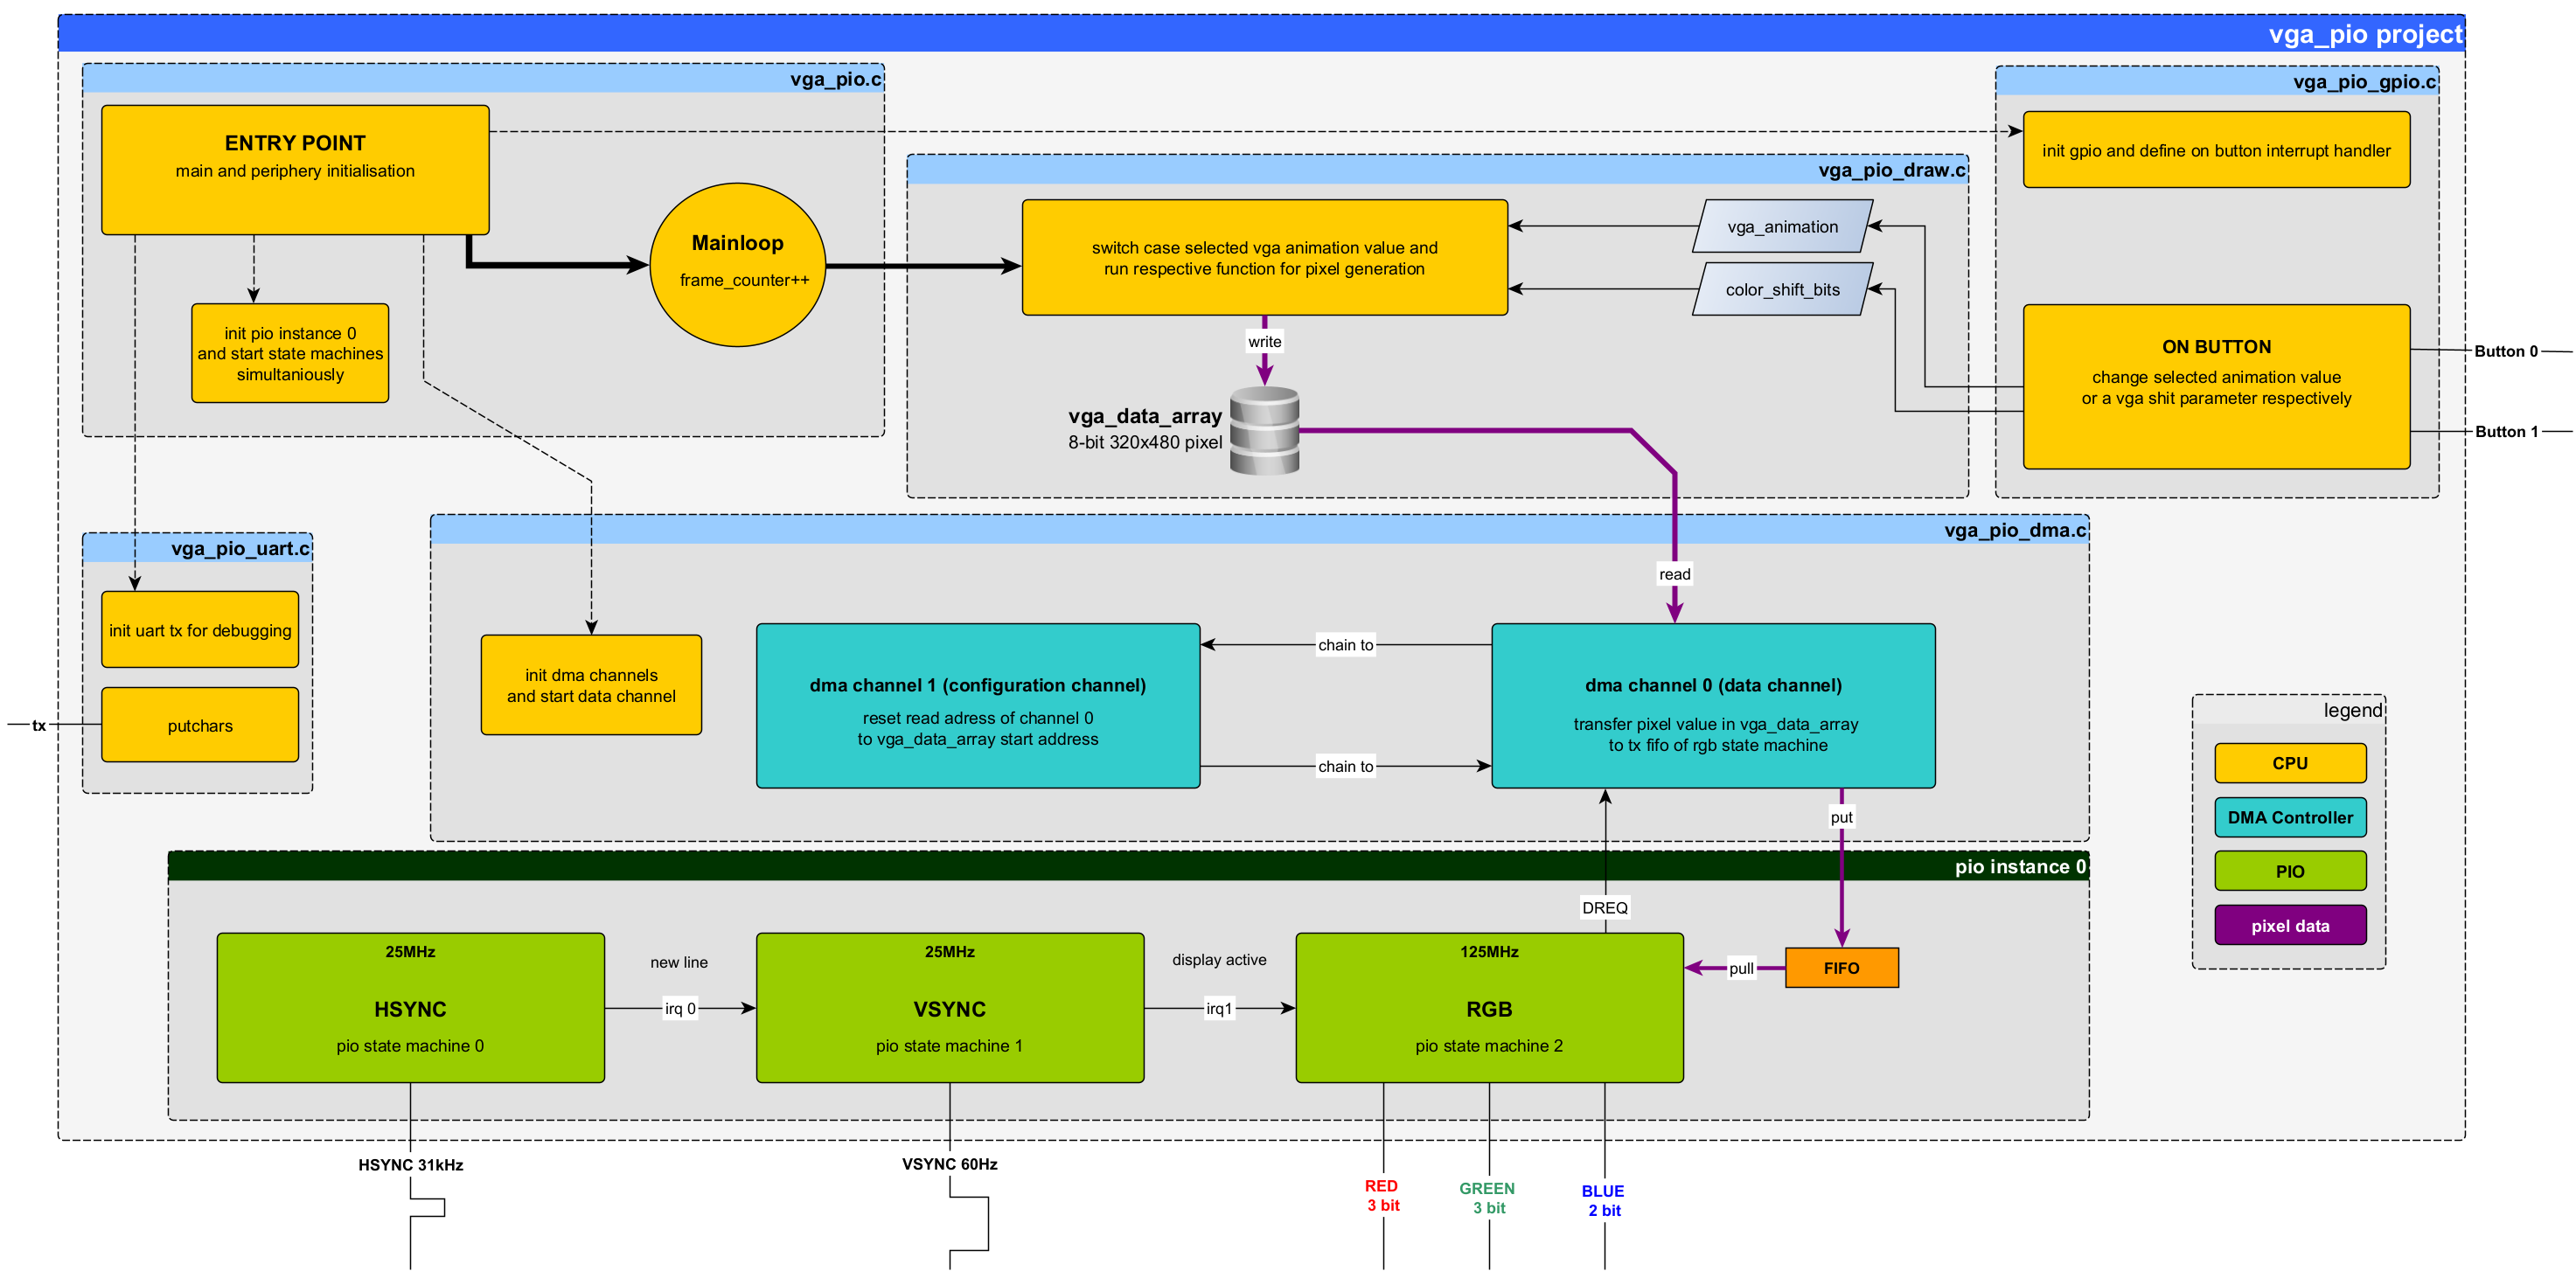 vga_pio project
vga_pio.c
ENTRY POINT
main and periphery initialisation
Mainloop
frame_counter++
init pio instance 0
and start state machines
simultaniously
vga_pio_draw.c
switch case selected vga animation value and
run respective function for pixel generation
vga_animation
color_shift_bits
write
vga_data_array
8-bit 320x480 pixel
vga_pio_gpio.c
init gpio and define on button interrupt handler
ON BUTTON
change selected animation value
or a vga shit parameter respectively
Button 0
Button 1
vga_pio_uart.c
init uart tx for debugging
putchars
tx
vga_pio_dma.c
read
init dma channels
and start data channel
dma channel 1 (configuration channel)
reset read adress of channel 0
to vga_data_array start address
chain to
chain to
dma channel 0 (data channel)
transfer pixel value in vga_data_array
to tx fifo of rgb state machine
put
legend
CPU
DMA Controller
PIO
pixel data
pio instance 0
DREQ
25MHz
HSYNC
pio state machine 0
new line
irq 0
25MHz
VSYNC
pio state machine 1
display active
irq1
125MHz
RGB
pio state machine 2
pull
FIFO
HSYNC 31kHz
VSYNC 60Hz
RED
3 bit
GREEN
3 bit
BLUE
2 bit